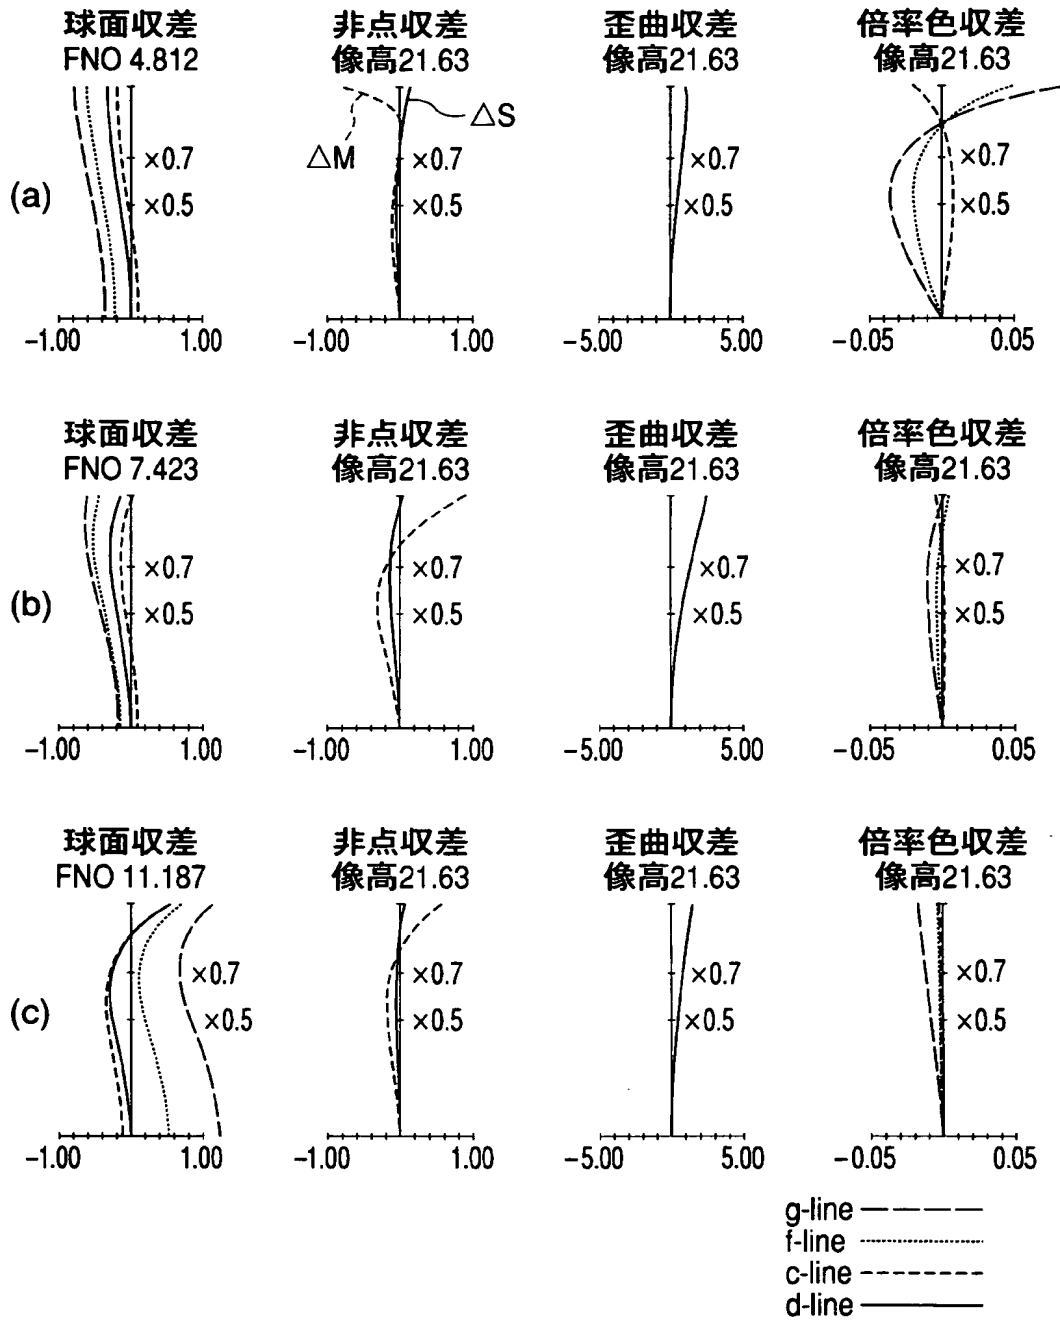 球面収差 非点収差 歪曲収差 倍率色収差
FNO 4.812 像高21.63 像高21.63 像高21.63
△S
△M
×0.7 ×0.7 ×0.7 ×0.7
(a)
×0.5 ×0.5 ×0.5 ×0.5
-1.00 1.00 -1.00 1.00 -5.00 5.00 -0.05 0.05
球面収差 非点収差 歪曲収差 倍率色収差
FNO 7.423 像高21.63 像高21.63 像高21.63
×0.7 ×0.7 ×0.7 ×0.7
(b)
×0.5 ×0.5 ×0.5 ×0.5
-1.00 1.00 -1.00 1.00 -5.00 5.00 -0.05 0.05
球面収差 非点収差 歪曲収差 倍率色収差
FNO 11.187 像高21.63 像高21.63 像高21.63
×0.7 ×0.7 ×0.7 ×0.7
(c)
×0.5 ×0.5 ×0.5 ×0.5
-1.00 1.00 -1.00 1.00 -5.00 5.00 -0.05 0.05
g-line
f-line
c-line
d-line